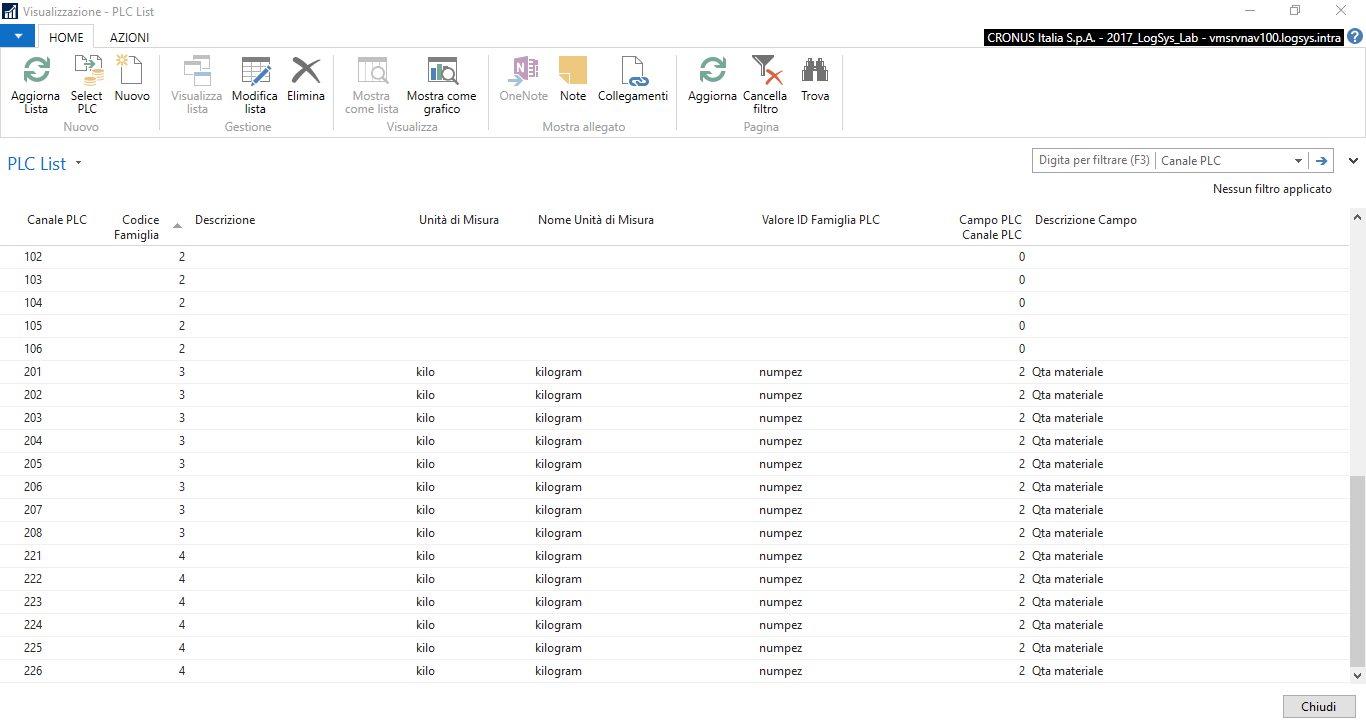 Visualizzazione - PLC List
HOME AZIONI
CRONUS Italia S.p.A. - 2017_LogSys_Lab - vmsrvnav100.logsys.intra
Aggiorna Lista
Select PLC
Nuovo
Nuovo
Visualizza lista
Modifica lista
Elimina
Gestione
Mostra come lista
Mostra come grafico
Visualizza
OneNote
Note
Collegamenti
Mostra allegato
Aggiorna
Cancella filtro
Trova
Pagina
PLC List
Digita per filtrare (F3) Canale PLC
Nessun filtro applicato
Canale PLC Codice Famiglia Descrizione Unità di Misura Nome Unità di Misura Valore ID Famiglia PLC Campo PLC Canale PLC Descrizione Campo
102 2 0
103 2 0
104 2 0
105 2 0
106 2 0
201 3 kilo kilogram numpez 2 Qta materiale
202 3 kilo kilogram numpez 2 Qta materiale
203 3 kilo kilogram numpez 2 Qta materiale
204 3 kilo kilogram numpez 2 Qta materiale
205 3 kilo kilogram numpez 2 Qta materiale
206 3 kilo kilogram numpez 2 Qta materiale
207 3 kilo kilogram numpez 2 Qta materiale
208 3 kilo kilogram numpez 2 Qta materiale
221 4 kilo kilogram numpez 2 Qta materiale
222 4 kilo kilogram numpez 2 Qta materiale
223 4 kilo kilogram numpez 2 Qta materiale
224 4 kilo kilogram numpez 2 Qta materiale
225 4 kilo kilogram numpez 2 Qta materiale
226 4 kilo kilogram numpez 2 Qta materiale
Chiudi